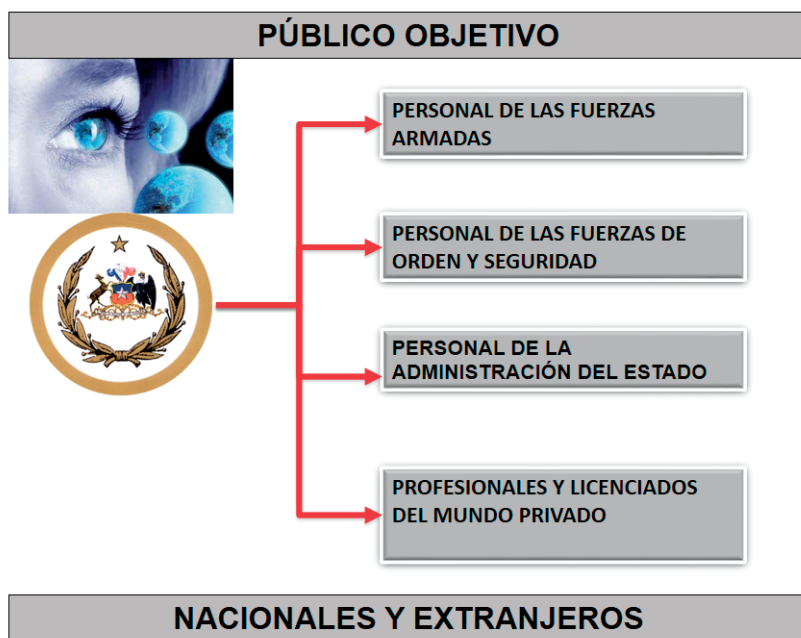 PÚBLICO OBJETIVO
PERSONAL DE LAS FUERZAS
ARMADAS
PERSONAL DE LAS FUERZAS DE
ORDEN Y SEGURIDAD
PERSONAL DE LA
ADMINISTRACIÓN DEL ESTADO
PROFESIONALES Y LICENCIADOS
DEL MUNDO PRIVADO
NACIONALES Y EXTRANJEROS